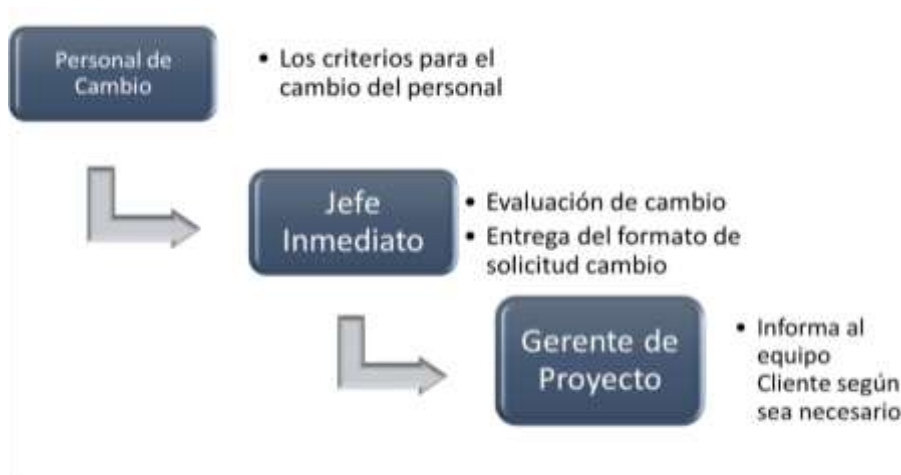 Personal de
Cambio
• Los criterios para el
cambio del personal
Jefe
Inmediato
• Evaluación de cambio
• Entrega del formato de
solicitud cambio
Gerente de
Proyecto
• Informa al
equipo
Cliente según
sea necesario